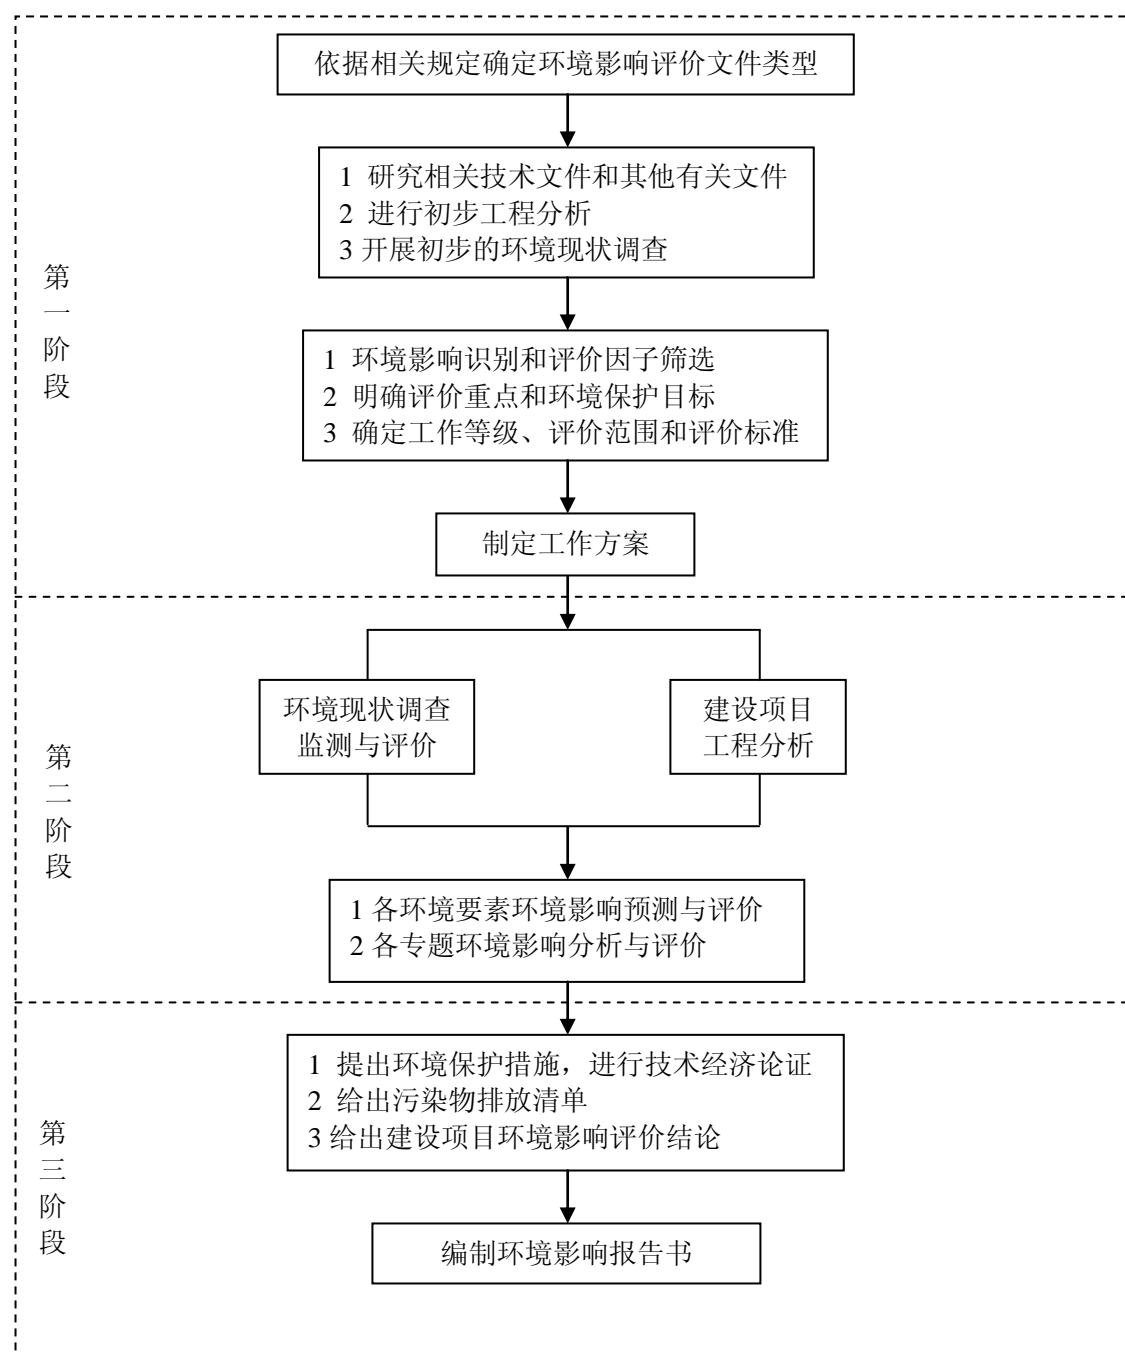 依据相关规定确定环境影响评价文件类型
1 研究相关技术文件和其他有关文件
2 进行初步工程分析
3 开展初步的环境现状调查
第
一
阶
段
1 环境影响识别和评价因子筛选
2 明确评价重点和环境保护目标
3 确定工作等级、评价范围和评价标准
制定工作方案
环境现状调查
监测与评价
建设项目
工程分析
第
二
阶
段
1 各环境要素环境影响预测与评价
2 各专题环境影响分析与评价
1 提出环境保护措施，进行技术经济论证
2 给出污染物排放清单
3 给出建设项目环境影响评价结论
第
三
阶
段
编制环境影响报告书